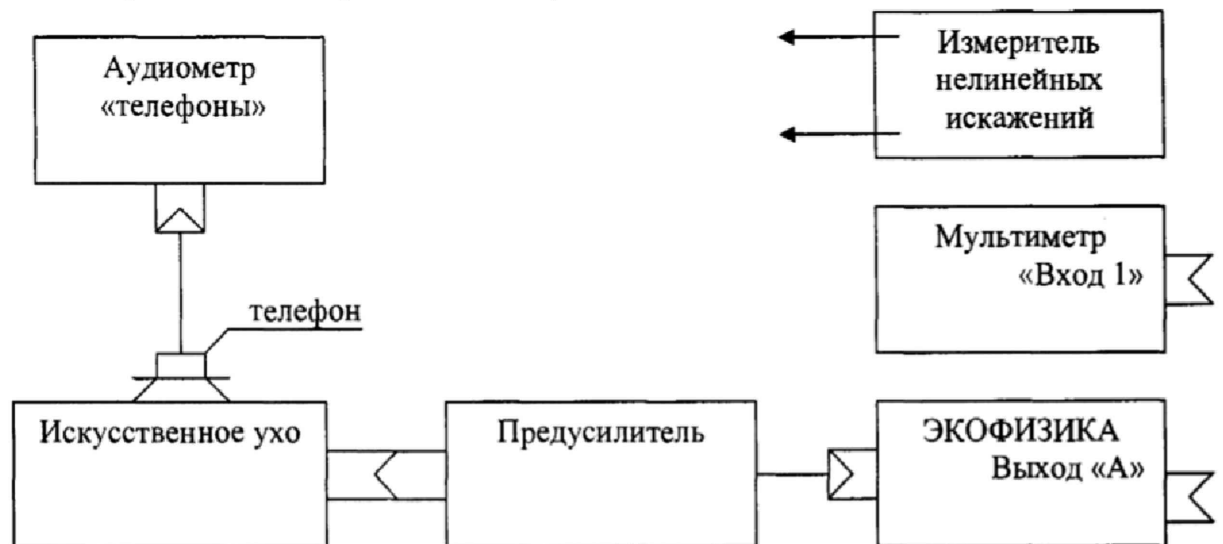 Аудиометр
«телефоны»
Измеритель
нелинейных
искажений
Мультиметр
«Вход 1»
телефон
Искусственное ухо
Предусилитель
ЭКОФИЗИКА
Выход «А»